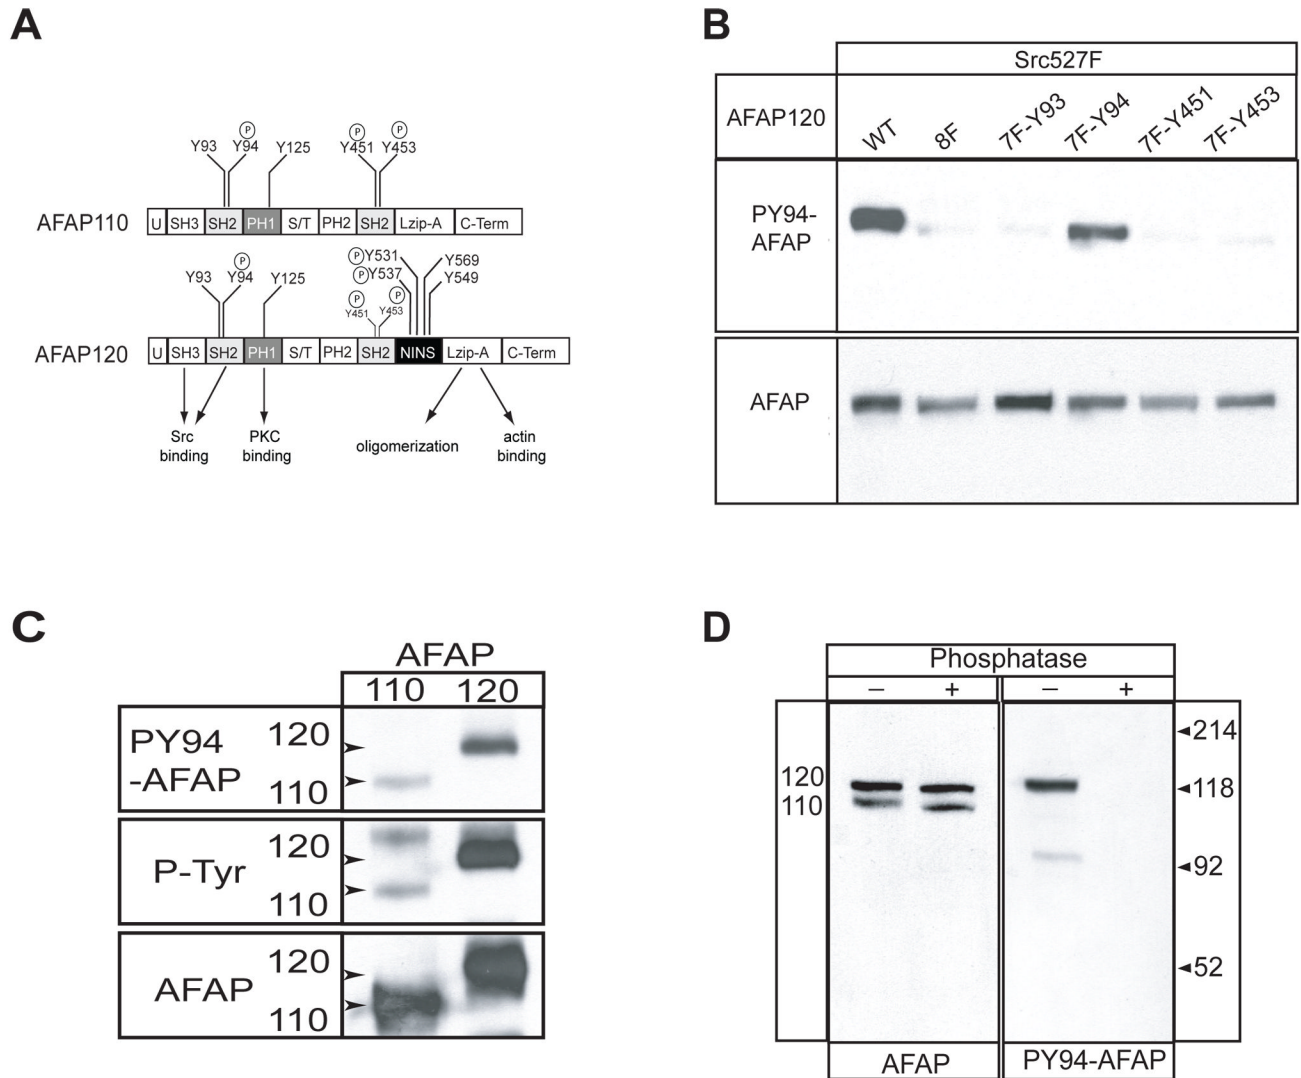 A
P
P
P
Y93
Y94
Y125
Y451
Y453
AFAP110
U SH3 SH2 PH1 S/T PH2 SH2 Lzip-A C-Term
P
P
P
P
P
Y93
Y94
Y125
Y531
Y537
Y569
Y549
Y451
Y453
AFAP120
U SH3 SH2 PH1 S/T PH2 SH2 NINS Lzip-A C-Term
Src
binding
PKC
binding
oligomerization
actin
binding
B
Src527F
AFAP120
WT 8F 7F-Y93 7F-Y94 7F-Y451 7F-Y453
PY94-
AFAP
AFAP
C
AFAP
110 120
PY94
-AFAP
120
110
P-Tyr
120
110
AFAP
120
110
D
Phosphatase
– + – +
120
110
214
118
92
52
AFAP
PY94-AFAP